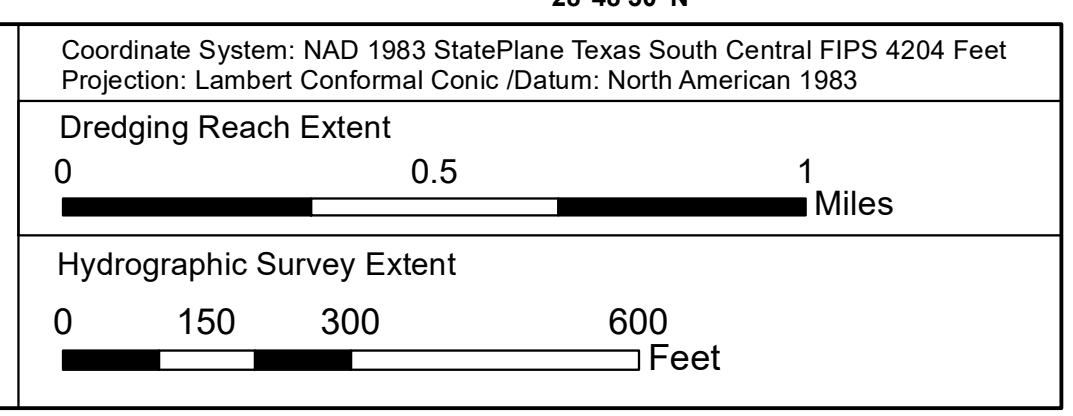 Coordinate System: NAD 1983 StatePlane Texas South Central FIPS 4204 Feet
Projection: Lambert Conformal Conic /Datum: North American 1983
Dredging Reach Extent
0 0.5 1
Miles
Hydrographic Survey Extent
0 150 300 600
Feet